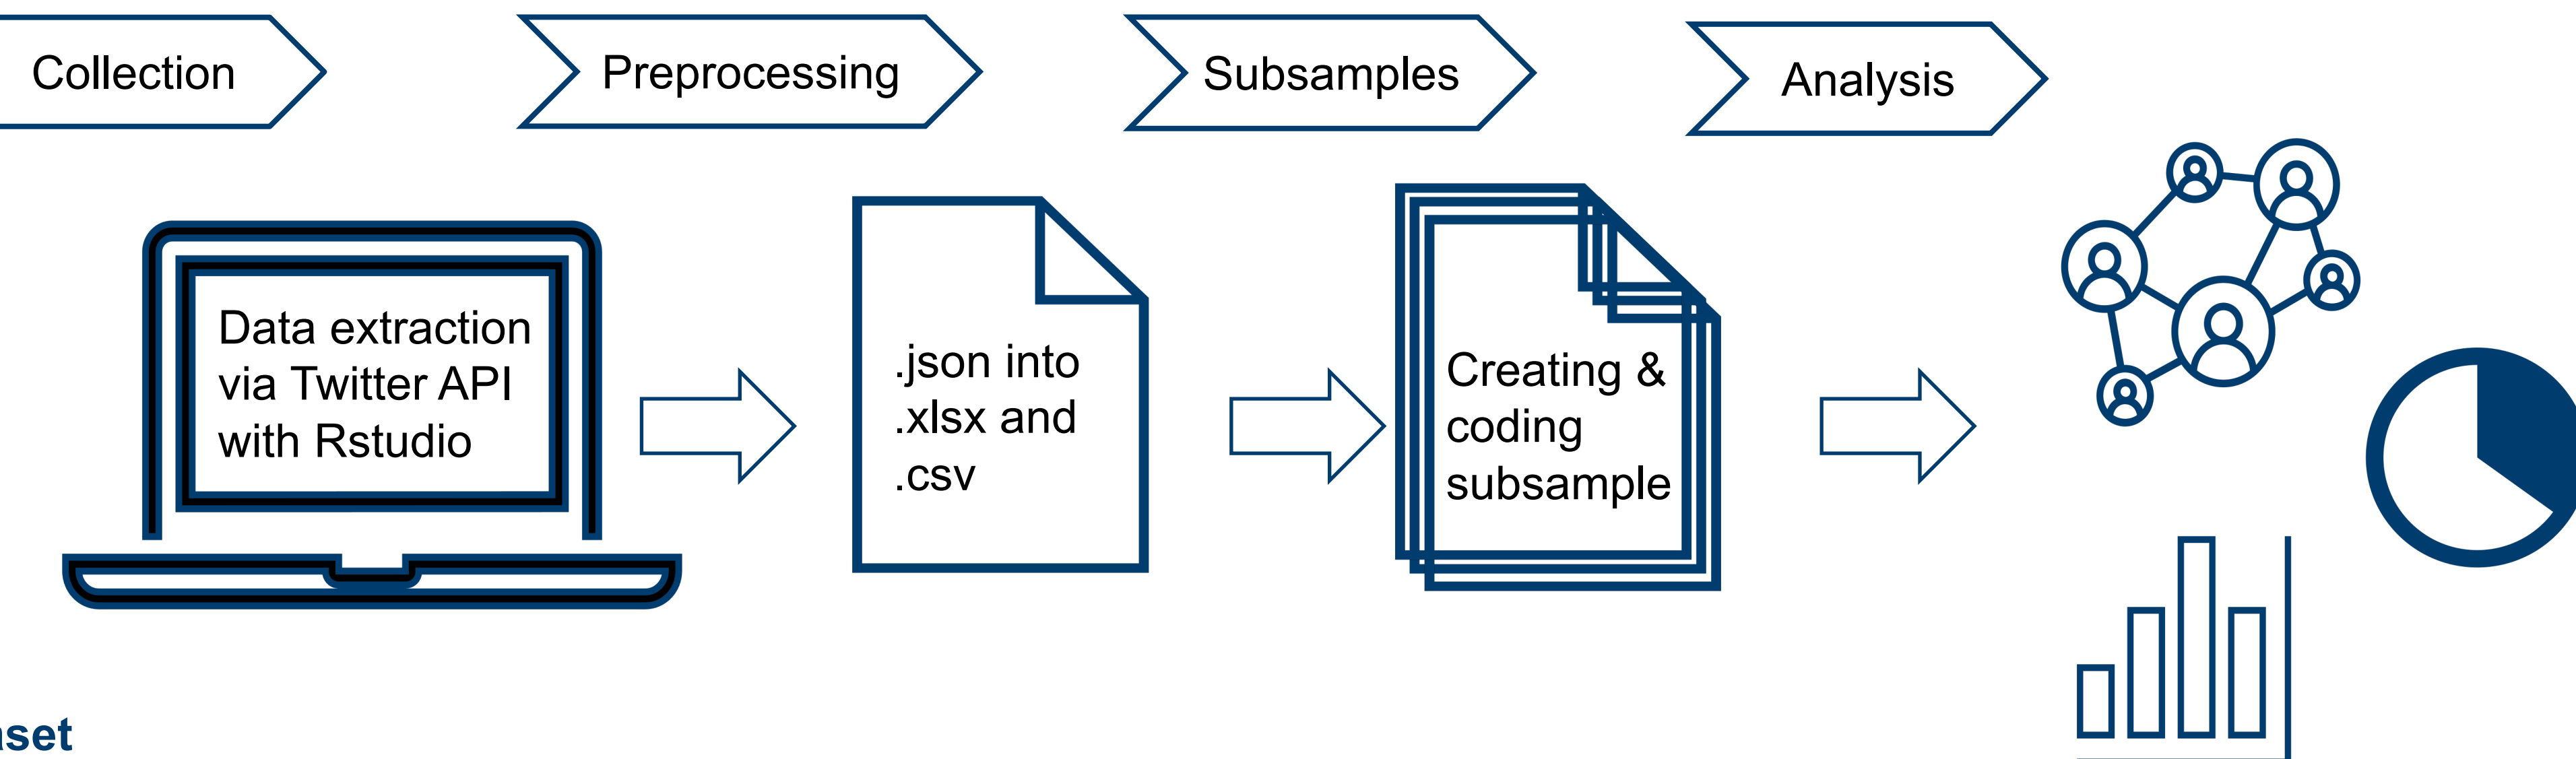 Collection
Preprocessing
Subsamples
Analysis
Data extraction
via Twitter API
with Rstudio
.json into
.xlsx and
.csv
Creating &
coding
subsample